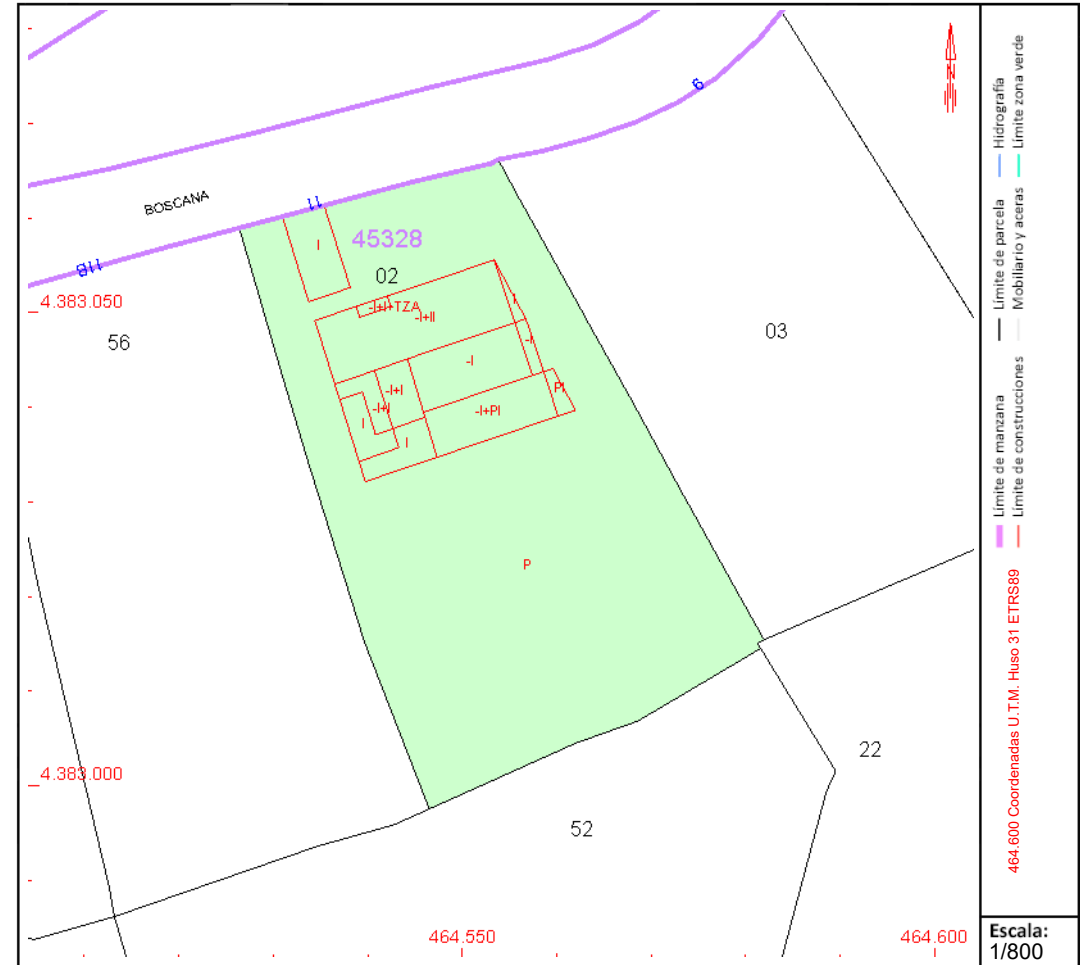 9
BOSCANA
11
11B
45328
I
02
4.383.050
-I+I+TZA
-I+II
I
56
03
-I
-I
-I+I
PI
-I+I
-I+PI
I
I
P
22
4.383.000
52
464.550
464.600
N
Hidrografía
Límite zona verde
Límite de parcela
Mobiliario y aceras
Límite de manzana
Límite de construcciones
464.600 Coordenadas U.T.M. Huso 31 ETRS89
Escala:
1/800